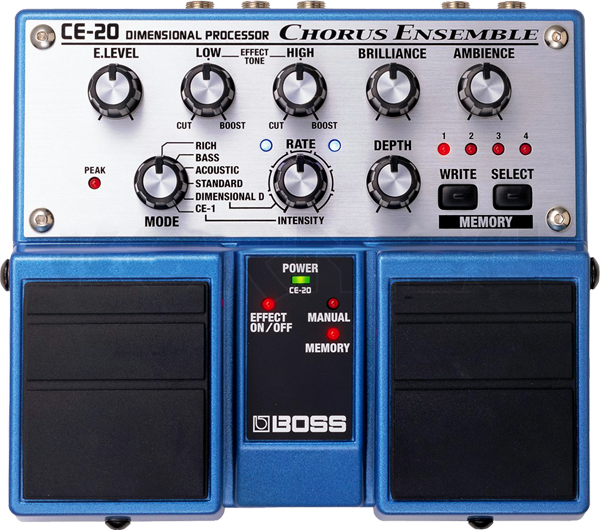 CE-20 DIMENSIONAL PROCESSOR CHORUS ENSEMBLE
E.LEVEL
LOW
EFFECT
TONE
HIGH
BRILLIANCE
AMBIENCE
CUT BOOST
CUT BOOST
PEAK
RICH
BASS
ACOUSTIC
STANDARD
DIMENSIONAL D
CE-1
MODE
RATE
INTENSITY
DEPTH
1 2 3 4
WRITE SELECT
MEMORY
POWER
CE-20
EFFECT
ON/OFF
MANUAL
MEMORY
BOSS